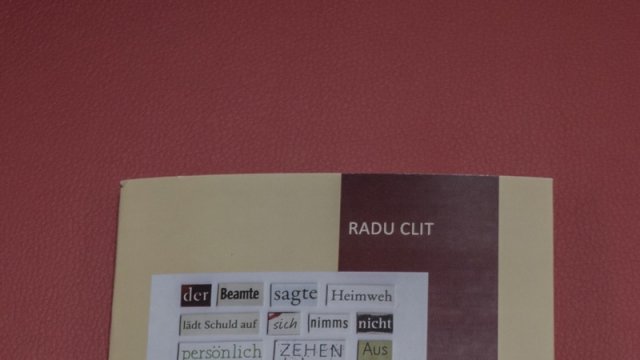 RADU CLIT
der Beamte sagte Heimweh
lädt Schuld auf sich nimms nicht
persönlich ZEHEN Aus